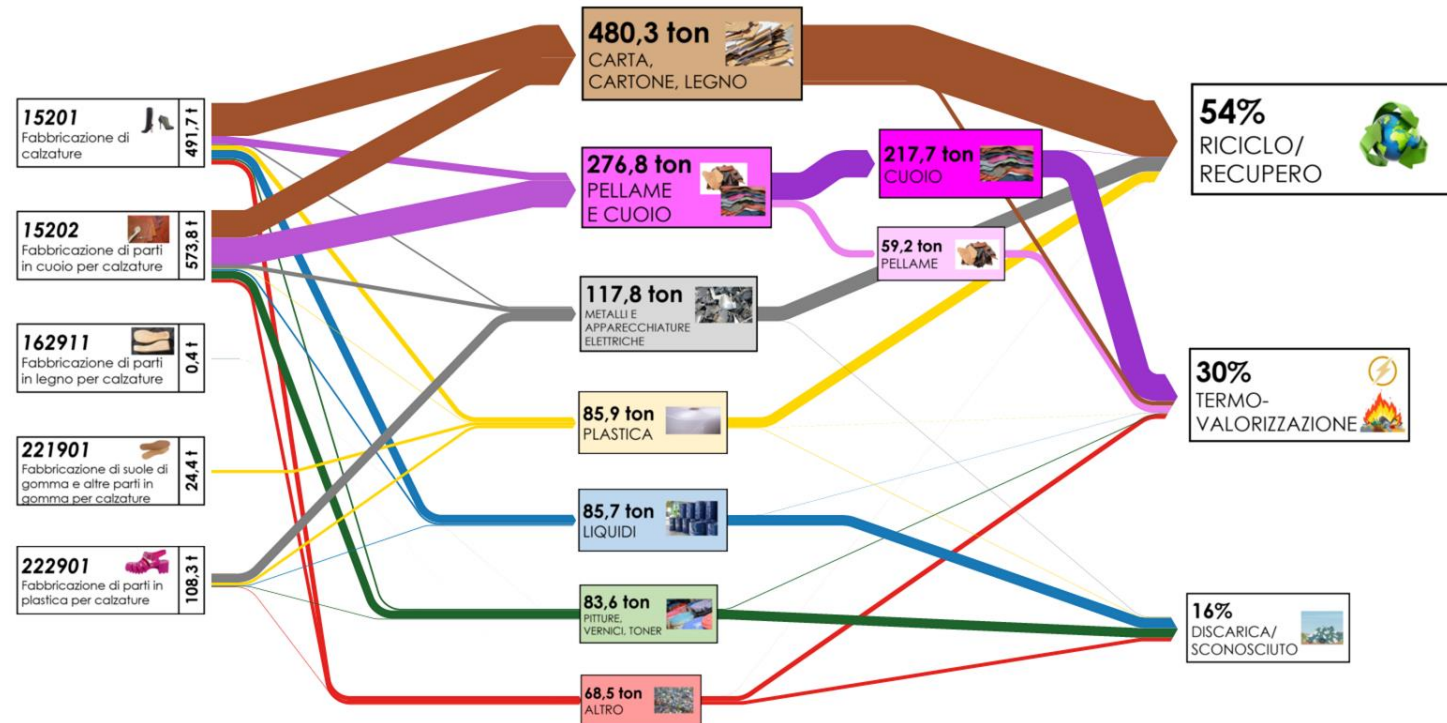 15201
Fabbricazione di
calzature
491,7 t
15202
Fabbricazione di parti
in cuoio per calzature
573,8 t
162911
Fabbricazione di parti
in legno per calzature
0,4 t
221901
Fabbricazione di suole di
gomma e altre parti in
gomma per calzature
24,4 t
222901
Fabbricazione di parti in
plastica per calzature
108,3 t
480,3 ton
CARTA,
CARTONE, LEGNO
276,8 ton
PELLAME
E CUOIO
217,7 ton
CUOIO
59,2 ton
PELLAME
117,8 ton
METALLI E
APPARECCHIATURE
ELETTRICHE
85,9 ton
PLASTICA
85,7 ton
LIQUIDI
83,6 ton
PITTURE,
VERNICI, TONER
68,5 ton
ALTRO
54%
RICICLO/
RECUPERO
30%
TERMO-
VALORIZZAZIONE
16%
DISCARICA/
SCONOSCIUTO